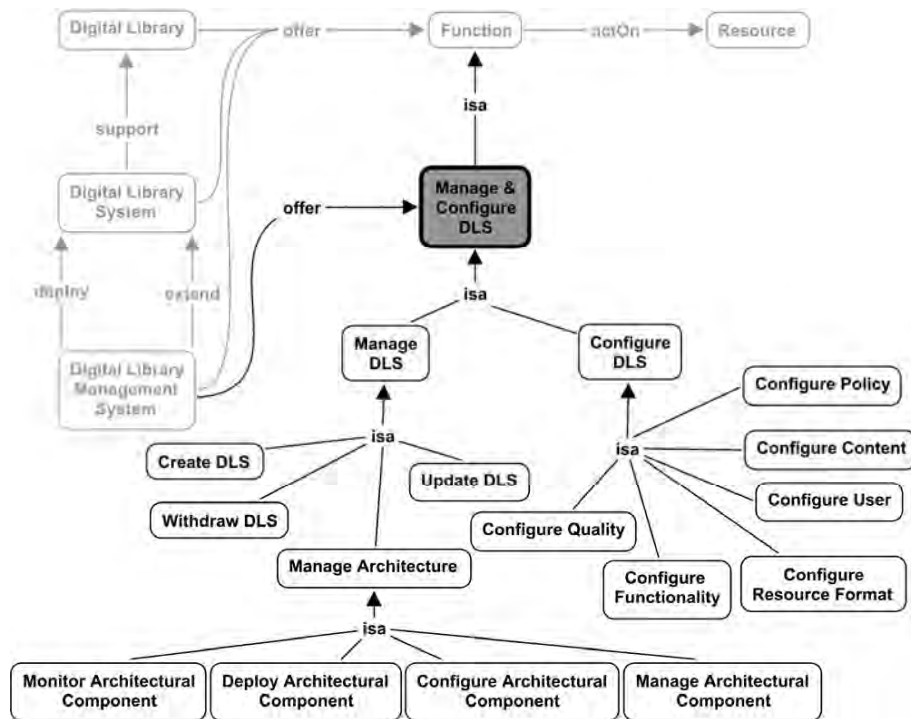 Digital Library
offer
Function
actOn
Resource
isa
support
Digital Library
System
offer
Manage &
Configure
DLS
deploy
extend
isa
Digital Library
Management
System
Manage
DLS
Configure
DLS
Configure Policy
isa
isa
Configure Content
Create DLS
Update DLS
Configure User
Withdraw DLS
Configure Quality
Manage Architecture
Configure
Functionality
Configure
Resource Format
isa
Monitor Architectural
Component
Deploy Architectural
Component
Configure Architectural
Component
Manage Architectural
Component